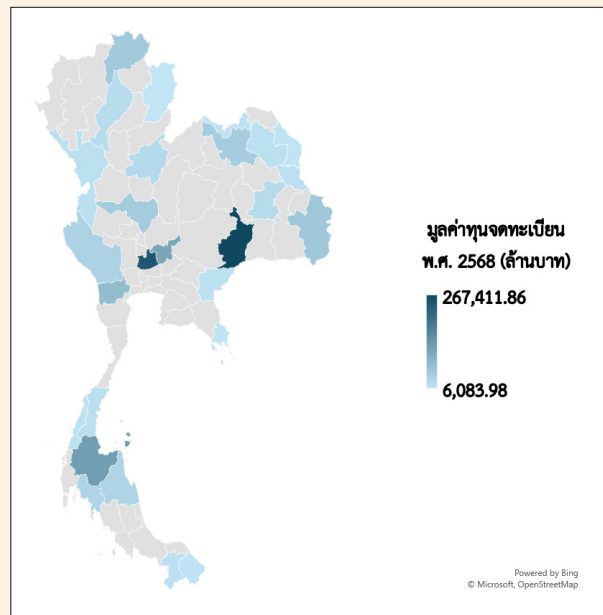 มูลค่าทุนจดทะเบียน
พ.ศ. 2568 (ล้านบาท)
267,411.86
6,083.98
Powered by Bing
© Microsoft, OpenStreetMap